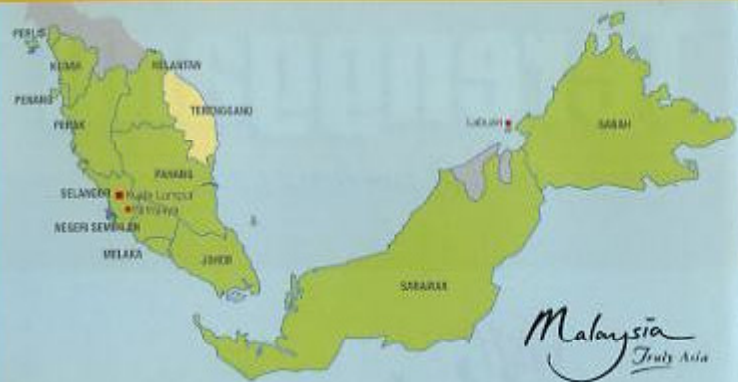 PERLIS
KEDAH
KELANTAN
PENANG
TERENGGANU
PERAK
Labuan
SABAH
PAHANG
SELANGOR
Kuala Lumpur
Putrajaya
NEGERI SEMBILAN
MELAKA
JOHOR
SARAWAK
Malaysia
Truly Asia